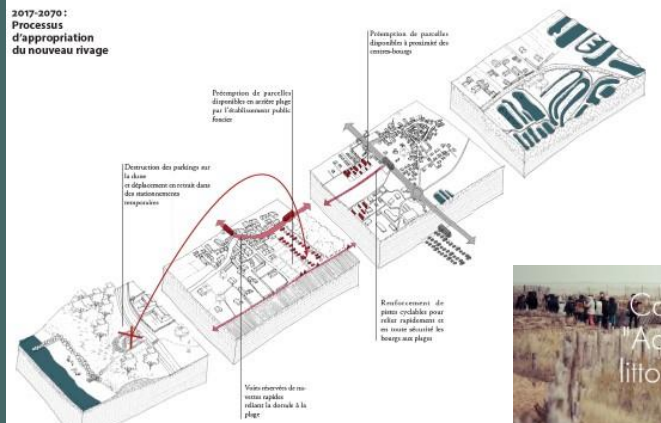 2017-2070 :
Processus
d'appropriation
du nouveau rivage
Préemption de parcelles
disponibles à proximité des
centres-bourgs
Préemption de parcelles
disponibles en arrière plage
par l'établissement public
foncier
Destruction des parkings sur
la dune
et déplacement en retrait dans
des stationnements
temporaires
Renforcement de
pistes cyclables pour
relier rapidement et
en toute sécurité les
bourgs aux plages
Voies réservées de na-
vettes rapides
reliant la dorsale à la
plage
litto